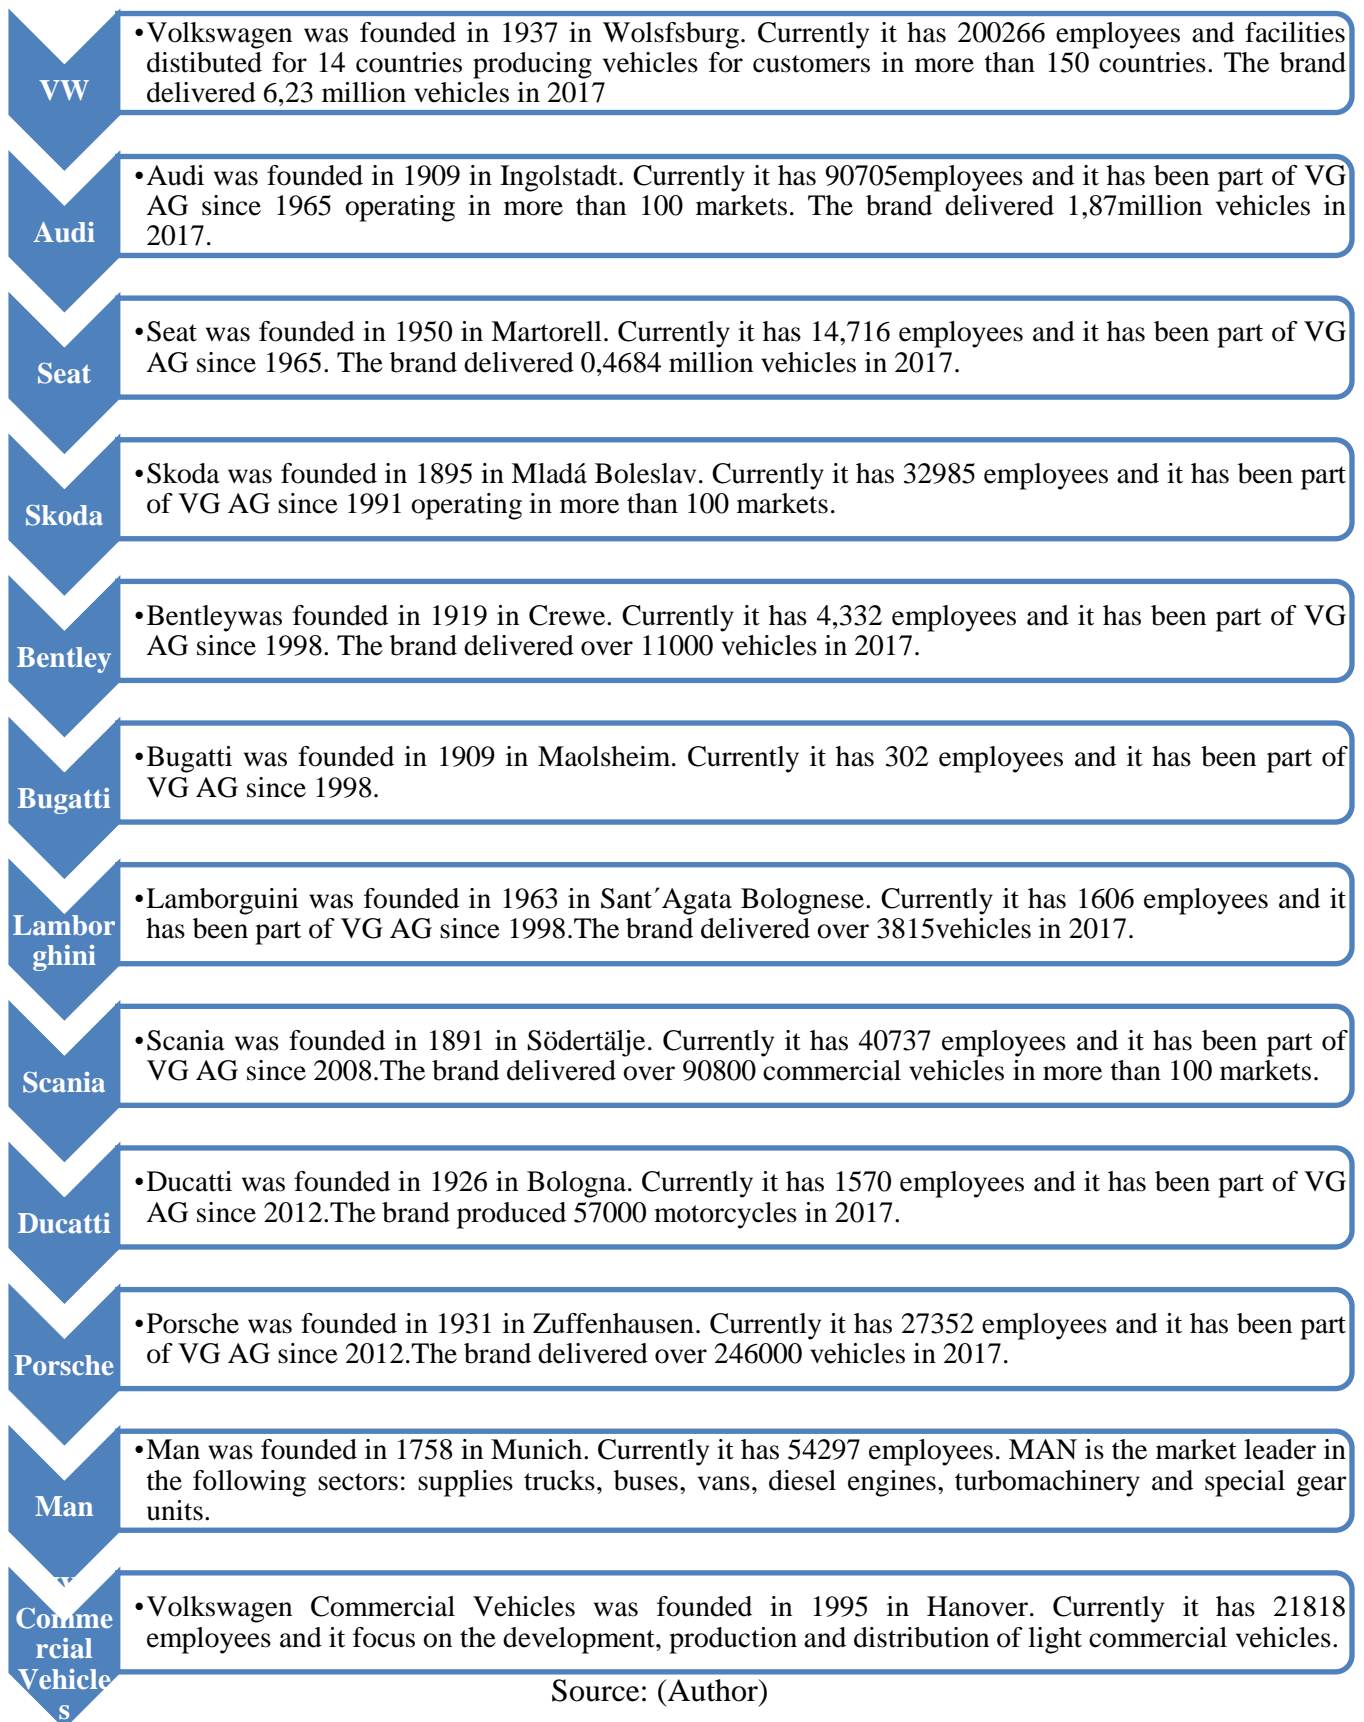 VW
•Volkswagen was founded in 1937 in Wolsfsburg. Currently it has 200266 employees and facilities
distibuted for 14 countries producing vehicles for customers in more than 150 countries. The brand
delivered 6,23 million vehicles in 2017
Audi
•Audi was founded in 1909 in Ingolstadt. Currently it has 90705employees and it has been part of VG
AG since 1965 operating in more than 100 markets. The brand delivered 1,87million vehicles in
2017.
Seat
•Seat was founded in 1950 in Martorell. Currently it has 14,716 employees and it has been part of VG
AG since 1965. The brand delivered 0,4684 million vehicles in 2017.
Skoda
•Skoda was founded in 1895 in Mladá Boleslav. Currently it has 32985 employees and it has been part
of VG AG since 1991 operating in more than 100 markets.
Bentley
•Bentleywas founded in 1919 in Crewe. Currently it has 4,332 employees and it has been part of VG
AG since 1998. The brand delivered over 11000 vehicles in 2017.
Bugatti
•Bugatti was founded in 1909 in Maolsheim. Currently it has 302 employees and it has been part of
VG AG since 1998.
Lambor
ghini
•Lamborguini was founded in 1963 in Sant´Agata Bolognese. Currently it has 1606 employees and it
has been part of VG AG since 1998.The brand delivered over 3815vehicles in 2017.
Scania
•Scania was founded in 1891 in Södertälje. Currently it has 40737 employees and it has been part of
VG AG since 2008.The brand delivered over 90800 commercial vehicles in more than 100 markets.
Ducatti
•Ducatti was founded in 1926 in Bologna. Currently it has 1570 employees and it has been part of VG
AG since 2012.The brand produced 57000 motorcycles in 2017.
Porsche
•Porsche was founded in 1931 in Zuffenhausen. Currently it has 27352 employees and it has been part
of VG AG since 2012.The brand delivered over 246000 vehicles in 2017.
Man
•Man was founded in 1758 in Munich. Currently it has 54297 employees. MAN is the market leader in
the following sectors: supplies trucks, buses, vans, diesel engines, turbomachinery and special gear
units.
Comme
rcial
Vehicle
s
•Volkswagen Commercial Vehicles was founded in 1995 in Hanover. Currently it has 21818
employees and it focus on the development, production and distribution of light commercial vehicles.
Source: (Author)